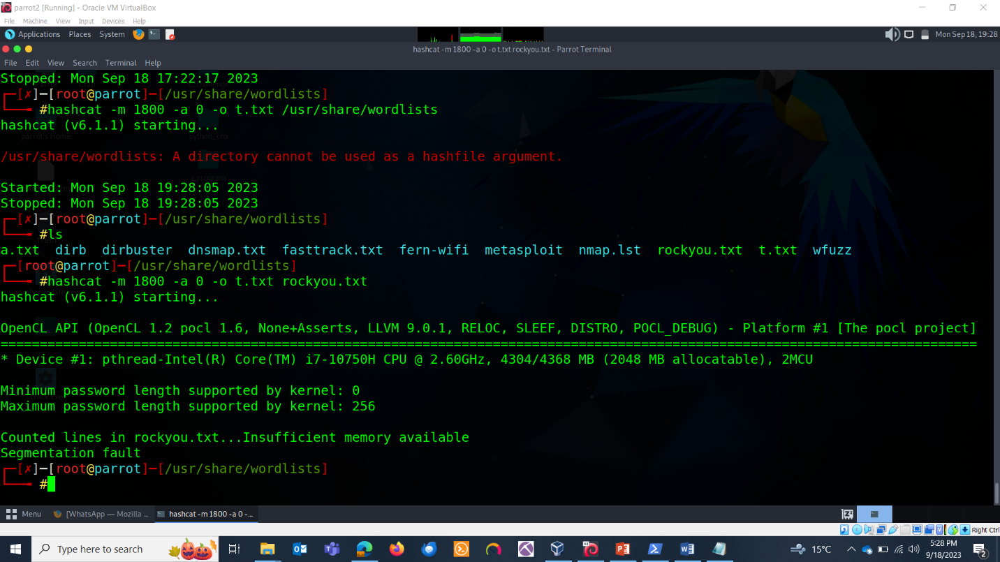 parrot2 [Running] - Oracle VM VirtualBox
File Machine View Input Devices Help
Applications Places System
Mon Sep 18, 19:28
hashcat -m 1800 -a 0 -o t.txt rockyou.txt - Parrot Terminal
File Edit View Search Terminal Help
Stopped: Mon Sep 18 17:22:17 2023
┌─[✗]─[root@parrot]─[/usr/share/wordlists]
└──╼ #hashcat -m 1800 -a 0 -o t.txt /usr/share/wordlists
hashcat (v6.1.1) starting...
parrot's Home
/usr/share/wordlists: A directory cannot be used as a hashfile argument.
Started: Mon Sep 18 19:28:05 2023
Stopped: Mon Sep 18 19:28:05 2023
┌─[✗]─[root@parrot]─[/usr/share/wordlists]
└──╼ #ls
a.txt dirb dirbuster dnsmap.txt fasttrack.txt fern-wifi metasploit nmap.lst rockyou.txt t.txt wfuzz
┌─[root@parrot]─[/usr/share/wordlists]
└──╼ #hashcat -m 1800 -a 0 -o t.txt rockyou.txt
hashcat (v6.1.1) starting...
OpenCL API (OpenCL 1.2 pocl 1.6, None+Asserts, LLVM 9.0.1, RELOC, SLEEF, DISTRO, POCL_DEBUG) - Platform #1 [The pocl project]
=============================================================================================================================
* Device #1: pthread-Intel(R) Core(TM) i7-10750H CPU @ 2.60GHz, 4304/4368 MB (2048 MB allocatable), 2MCU
Minimum password length supported by kernel: 0
Maximum password length supported by kernel: 256
Counted lines in rockyou.txt...Insufficient memory available
Segmentation fault
┌─[✗]─[root@parrot]─[/usr/share/wordlists]
└──╼ #
Menu [WhatsApp — Mozilla ... hashcat -m 1800 -a 0 -...
Right Ctrl
Type here to search
15°C
5:28 PM
9/18/2023
2